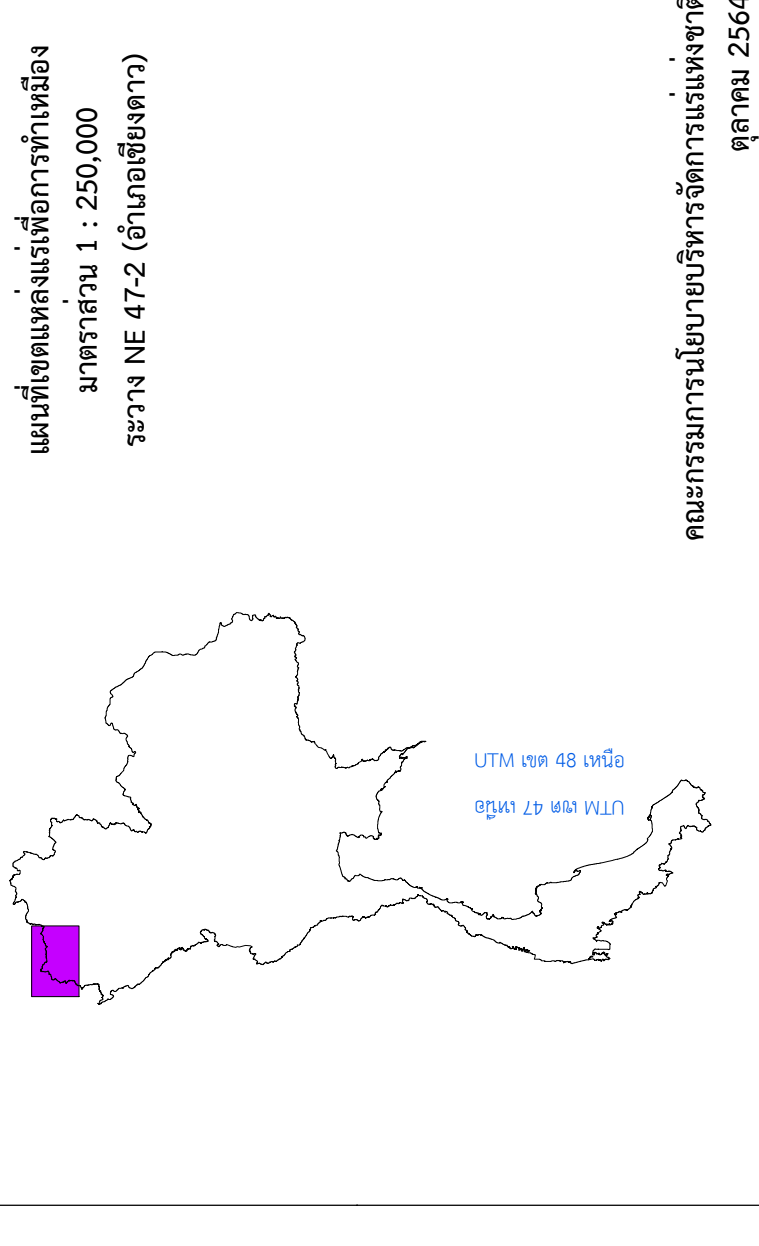 แผนที่เขตแหล่งแร่เพื่อการทำเหมือง
มาตราส่วน 1 : 250,000
ระวาง NE 47-2 (อำเภอเชียงดาว)
UTM เขต 48 เหนือ
UTM เขต 47 เหนือ
คณะกรรมการนโยบายบริหารจัดการแร่แห่งชาติ
ตุลาคม 2564